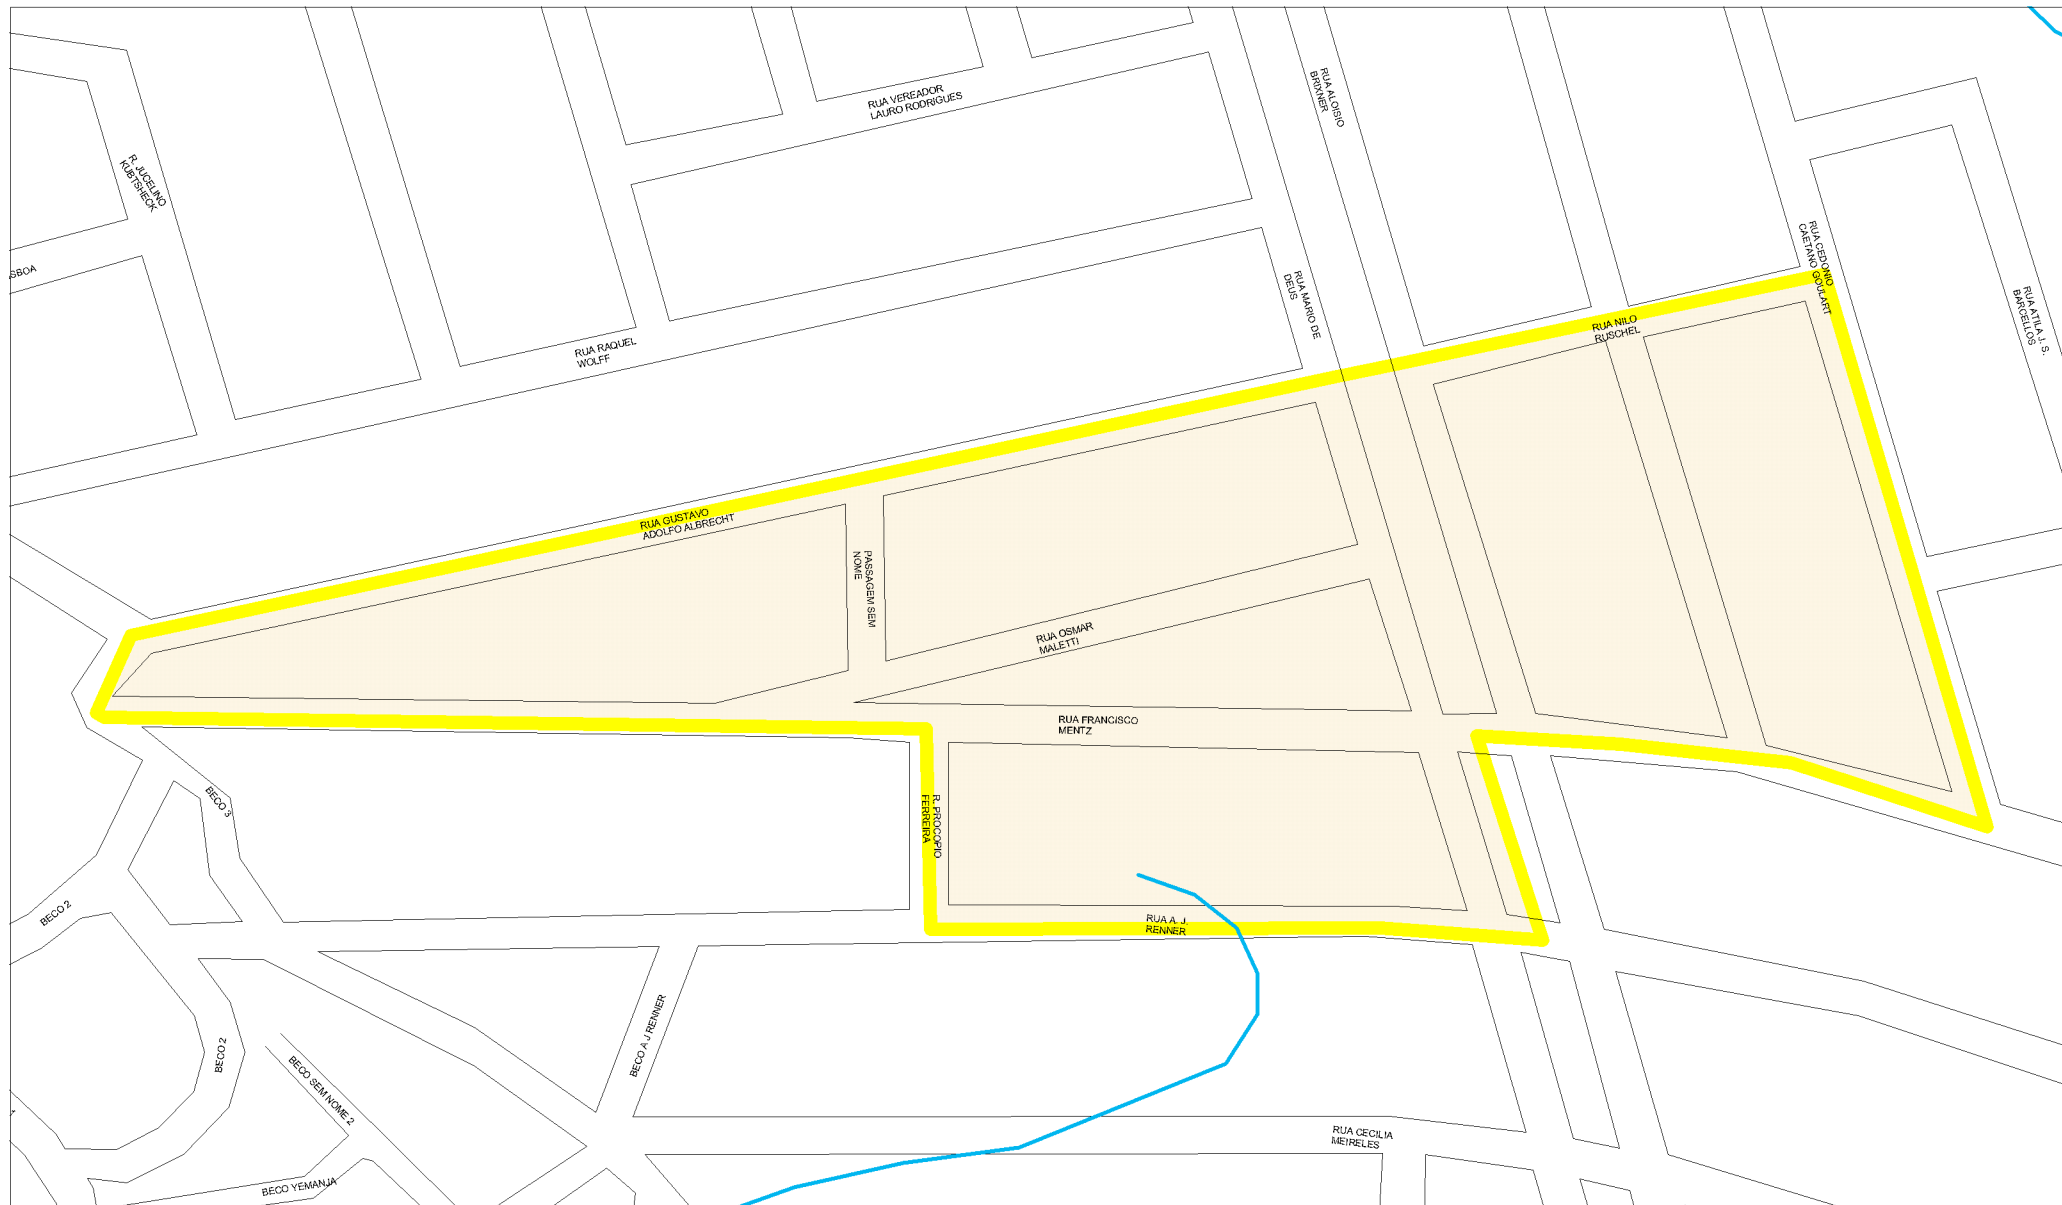 RUA VEREADOR
LAURO RODRIGUES
RUA ALOISIO
BRIXNER
R. JUCELINO
KUBTSHECK
SBOA
RUA CEDONIO
CAETANO GOULART
RUA MARIO DE
DEUS
RUA ATILA J. S.
BARCELLOS
RUA NILO
RUSCHEL
RUA RAQUEL
WOLFF
RUA GUSTAVO
ADOLFO ALBRECHT
PASSAGEM SEM
NOME
RUA OSMAR
MALETTI
RUA FRANCISCO
MENTZ
BECO 3
R. PROCOPIO
FERREIRA
BECO 2
RUA A. J.
RENNER
BECO A J RENNER
BECO 2
BECO SEM NOME 2
RUA CECILIA
MEIRELES
BECO YEMANJA